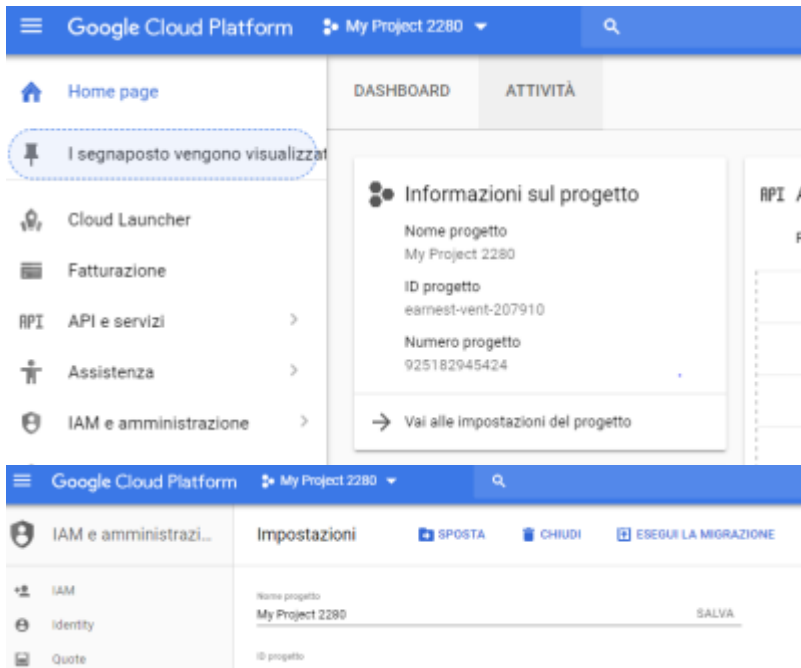 Google Cloud Platform My Project 2280
Home page
DASHBOARD ATTIVITÀ
I segnaposto vengono visualizzat
Informazioni sul progetto
API A
Nome progetto
My Project 2280
Cloud Launcher
ID progetto
earnest-vent-207910
Fatturazione
Numero progetto
925182945424
API API e servizi
Assistenza
IAM e amministrazione
Vai alle impostazioni del progetto
Google Cloud Platform My Project 2280
IAM e amministrazi...
Impostazioni SPOSTA CHIUDI ESEGUI LA MIGRAZIONE
IAM
Identity
Quote
Nome progetto
My Project 2280 SALVA
ID progetto